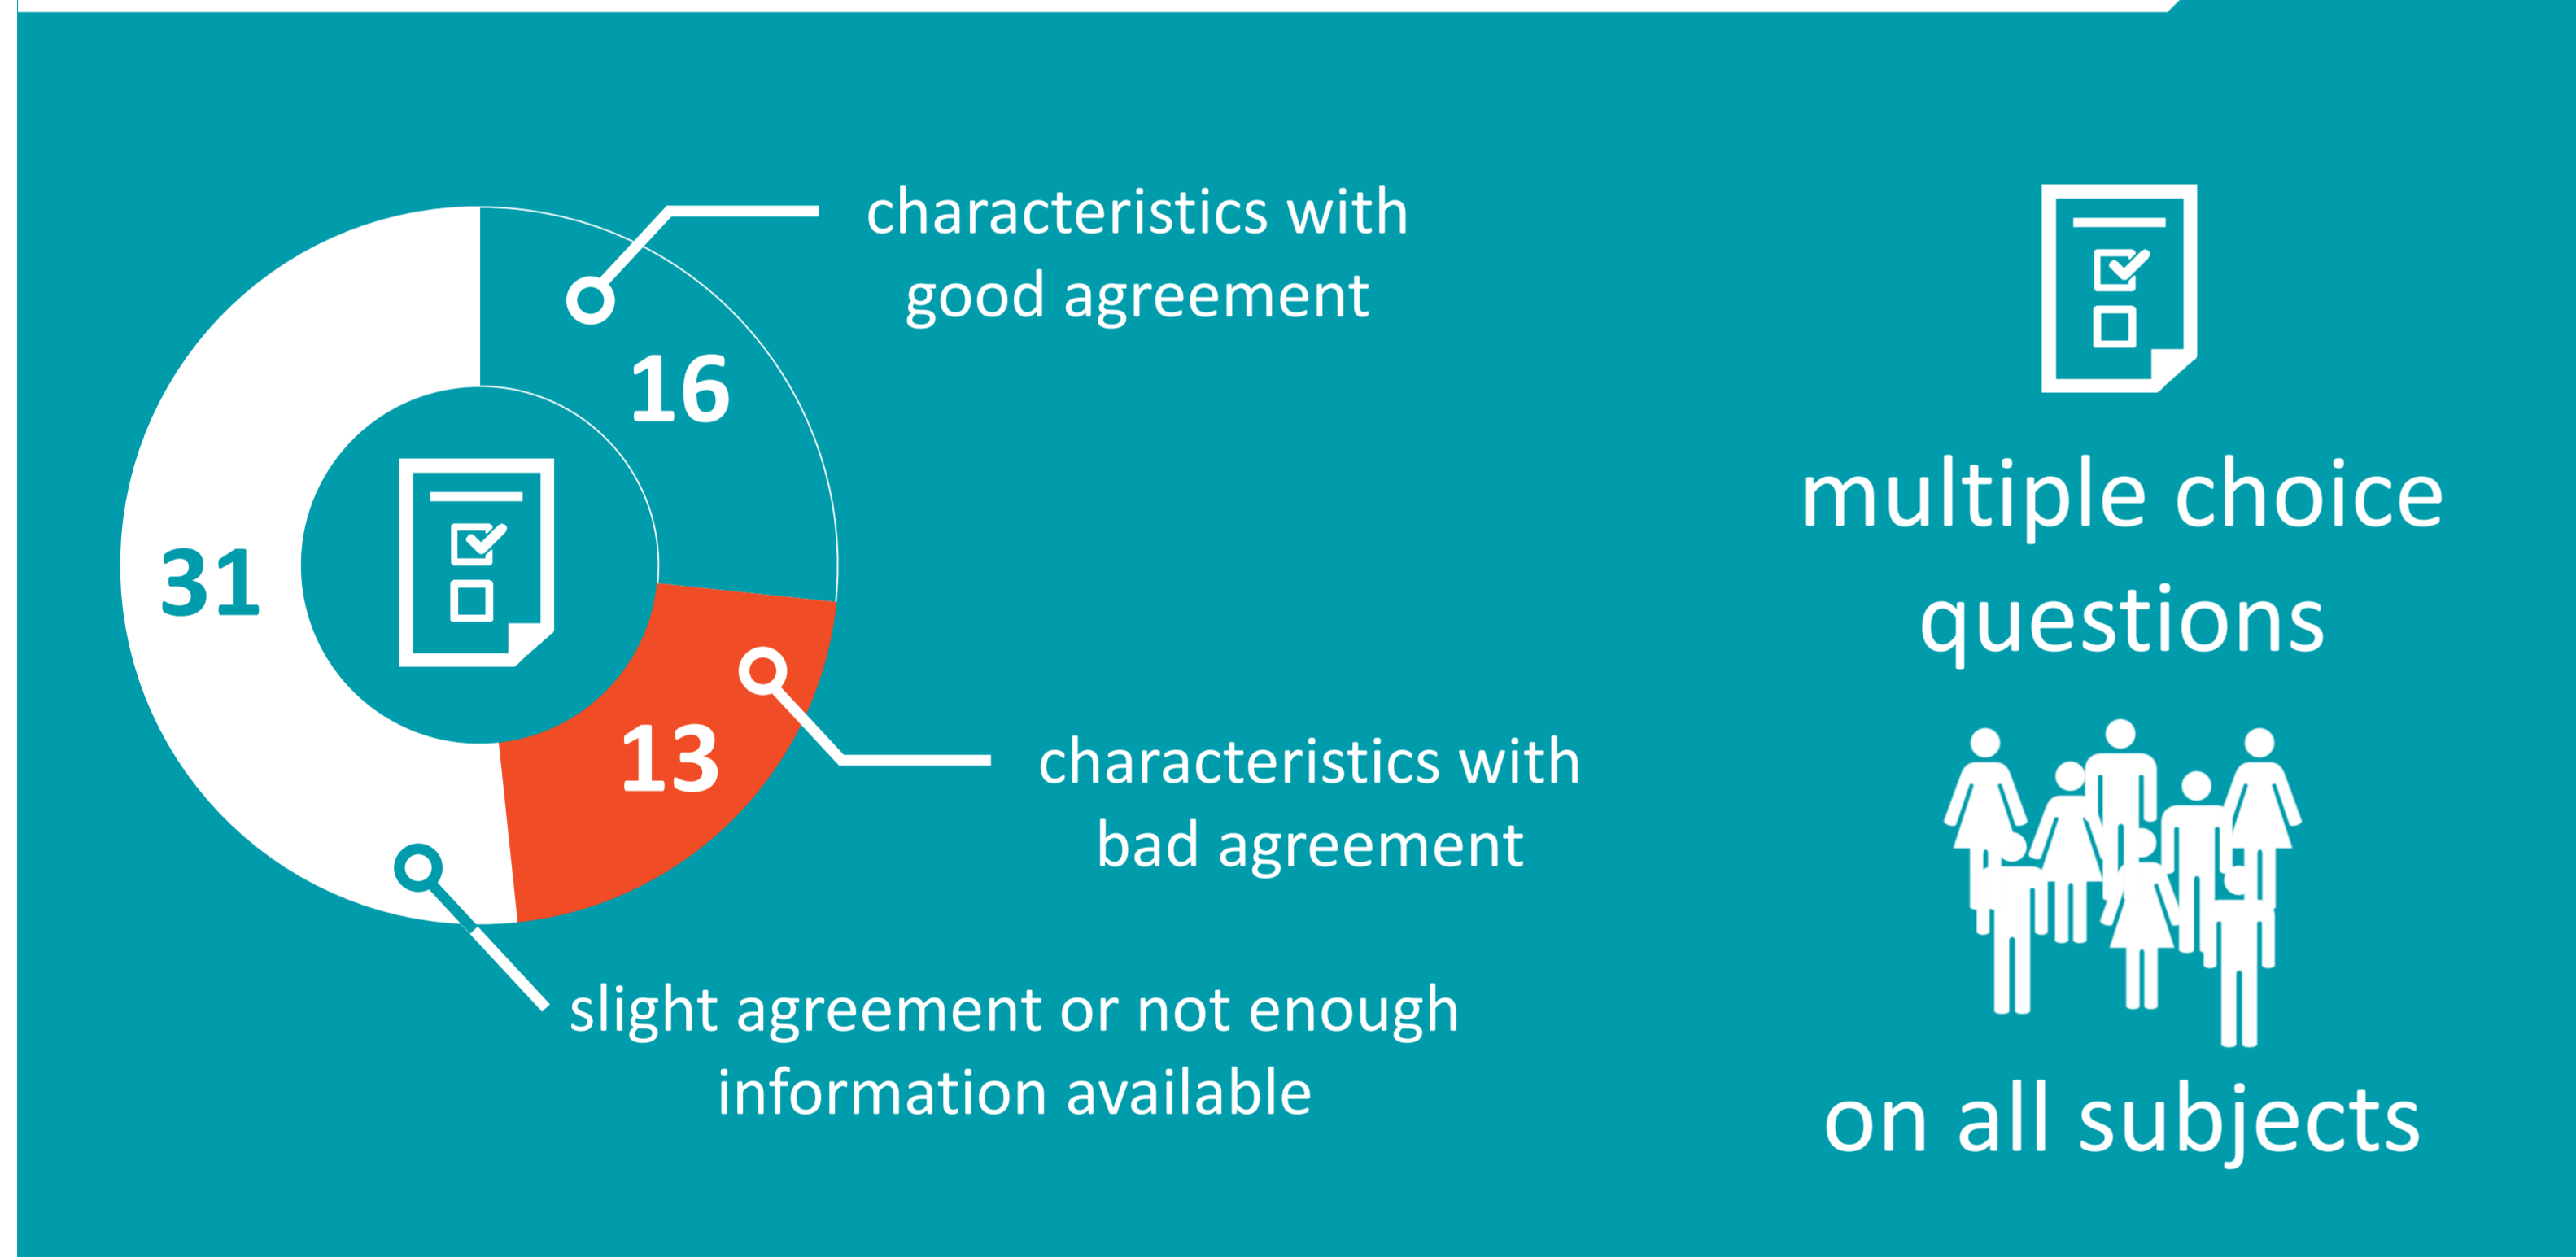 characteristics with
good agreement
16
31
13
characteristics with
bad agreement
slight agreement or not enough
information available
multiple choice
questions
on all subjects